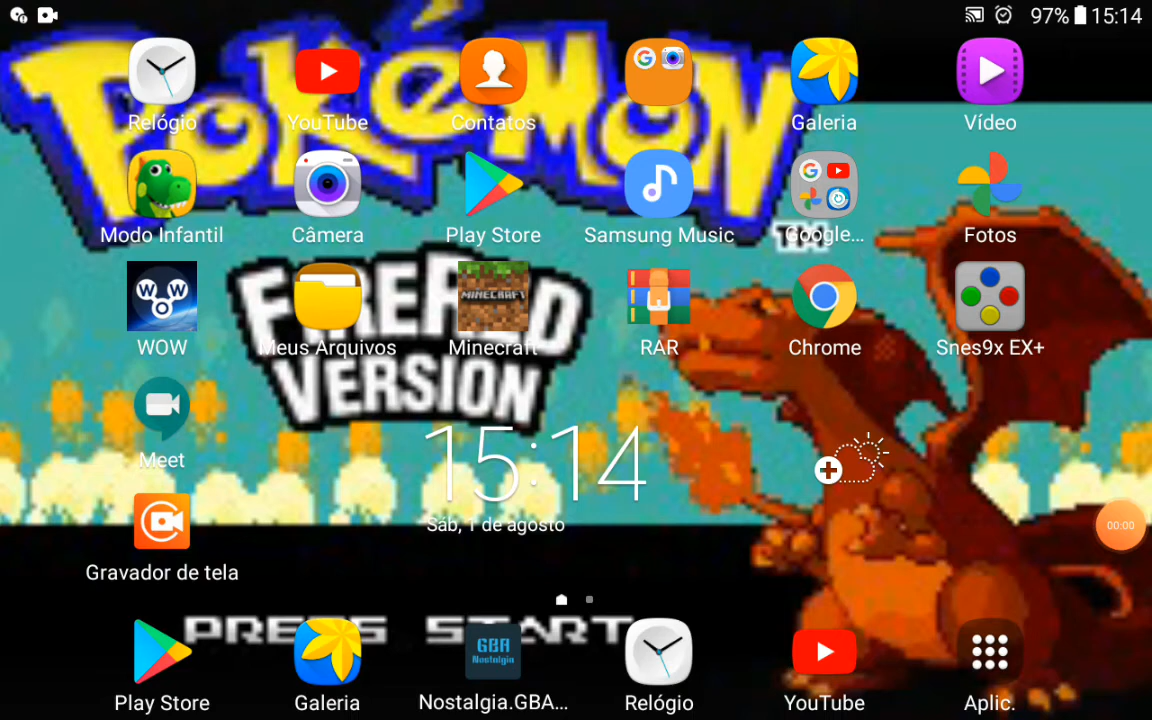 97% 15:14
Pokémon
Relógio YouTube Contatos Galeria Vídeo
Modo Infantil Câmera Play Store Samsung Music Google... Fotos
TM
FIRERED
VERSION
MINECRAFT
WOW Meus Arquivos Minecraft RAR Chrome Snes9x EX+
Meet
15:14
Sáb, 1 de agosto
00:00
Gravador de tela
PRESS START
GBA
Nostalgia
Play Store Galeria Nostalgia.GBA... Relógio YouTube Aplic.